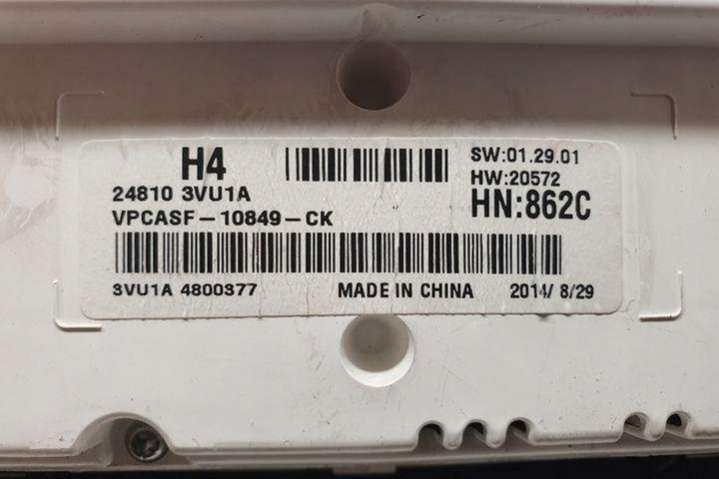 H4
SW:01.29.01
24810 3VU1A
HW:20572
VPCASF-10849-CK
HN:862C
3VU1A 4800377
MADE IN CHINA
2014/ 8/29